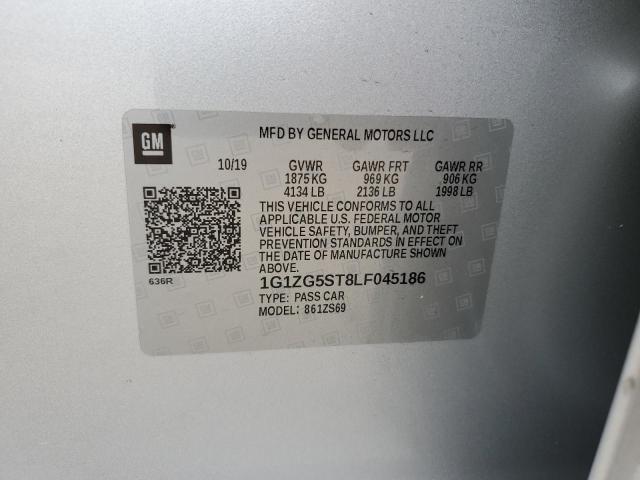 GM
MFD BY GENERAL MOTORS LLC
10/19 GVWR GAWR FRT GAWR RR
1875 KG 969 KG 906 KG
4134 LB 2136 LB 1998 LB
THIS VEHICLE CONFORMS TO ALL
APPLICABLE U.S. FEDERAL MOTOR
VEHICLE SAFETY, BUMPER, AND THEFT
PREVENTION STANDARDS IN EFFECT ON
THE DATE OF MANUFACTURE SHOWN
ABOVE.
636R
1G1ZG5ST8LF045186
TYPE: PASS CAR
MODEL: 861ZS69